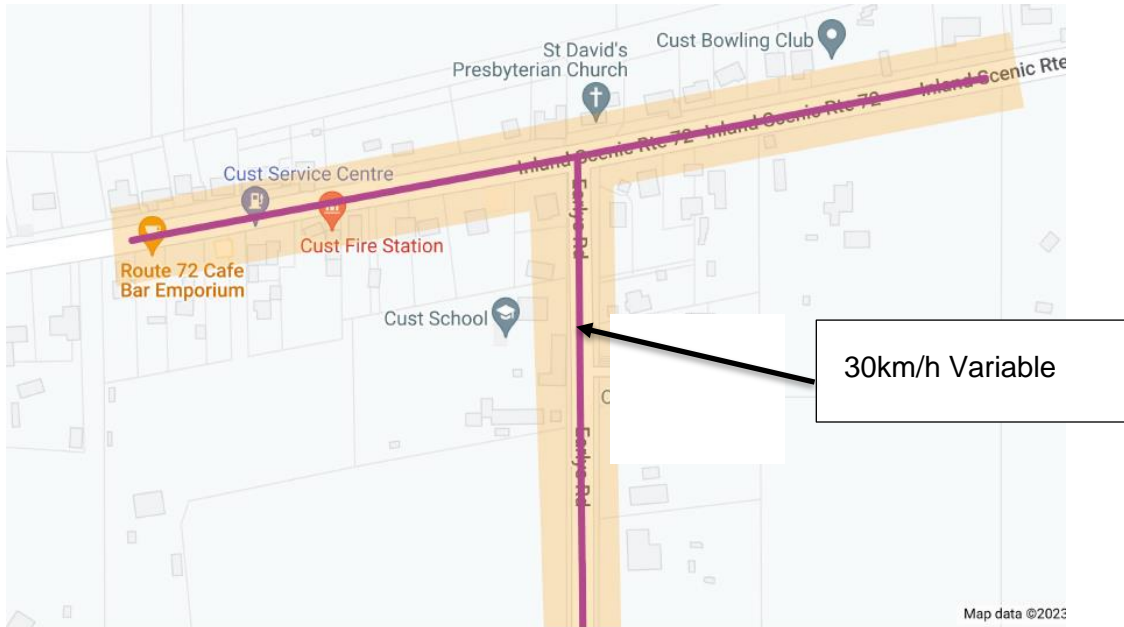 St David's
Presbyterian Church
Cust Bowling Club
Inland Scenic Rte
Inland Scenic Rte 72
Inland Scenic Rte 72
Cust Service Centre
Earlys Rd
Cust Fire Station
Route 72 Cafe
Bar Emporium
Cust School
30km/h Variable
C
Earlys Rd
Map data ©2023